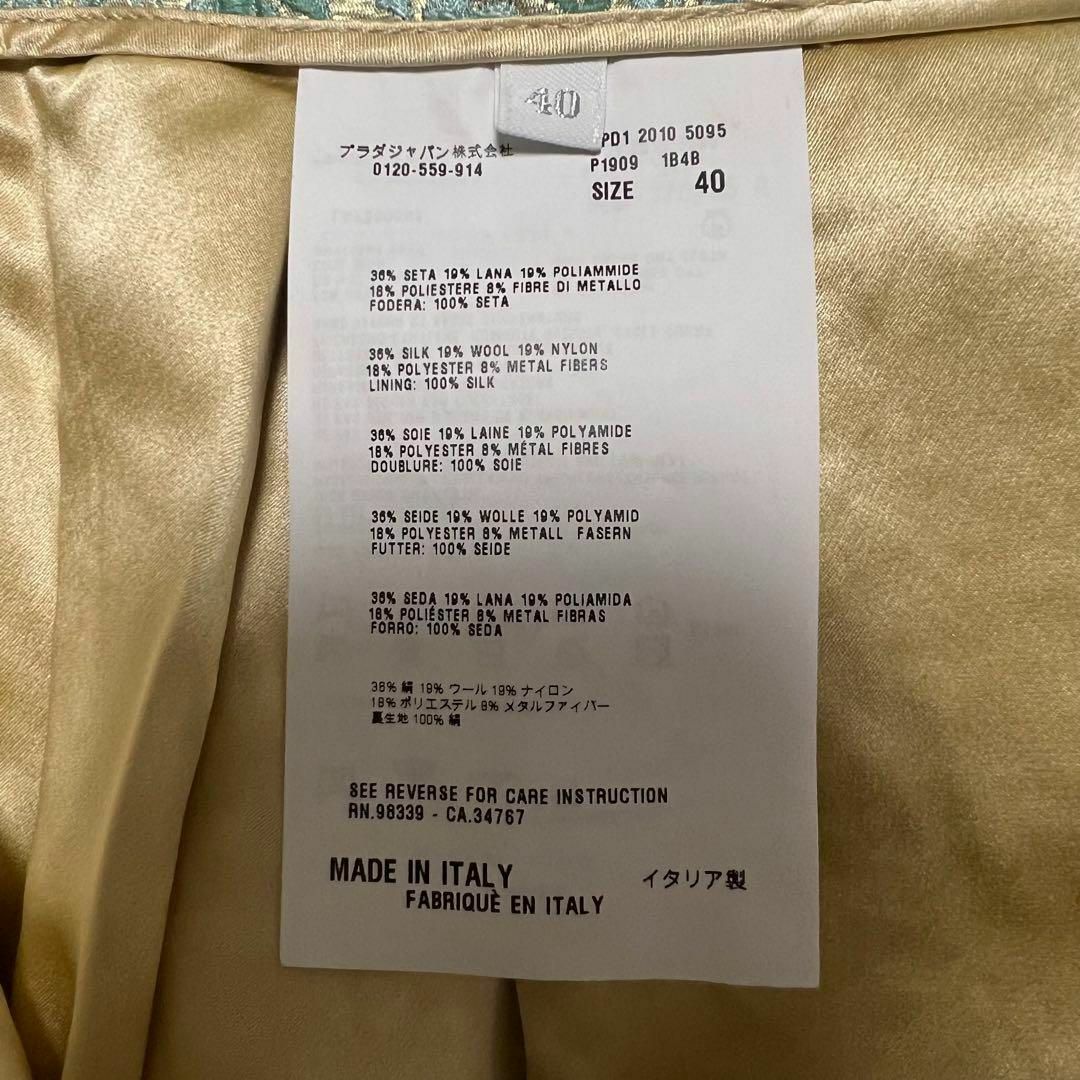 40
プラダジャパン株式会社
0120-559-914
PD1 2010 5095
P1909 1B4B
SIZE 40
36% SETA 19% LANA 19% POLIAMMIDE
18% POLIESTERE 8% FIBRE DI METALLO
FODERA: 100% SETA
36% SILK 19% WOOL 19% NYLON
18% POLYESTER 8% METAL FIBERS
LINING: 100% SILK
36% SOIE 19% LAINE 19% POLYAMIDE
18% POLYESTER 8% MÉTAL FIBRES
DOUBLURE: 100% SOIE
36% SEIDE 19% WOLLE 19% POLYAMID
18% POLYESTER 8% METALL FASERN
FUTTER: 100% SEIDE
36% SEDA 19% LANA 19% POLIAMIDA
18% POLIÉSTER 8% METAL FIBRAS
FORRO: 100% SEDA
36% 絹 19% ウール 19% ナイロン
18% ポリエステル 8% メタルファイバー
裏生地 100% 絹
SEE REVERSE FOR CARE INSTRUCTION
RN.98339 - CA.34767
MADE IN ITALY イタリア製
FABRIQUÈ EN ITALY